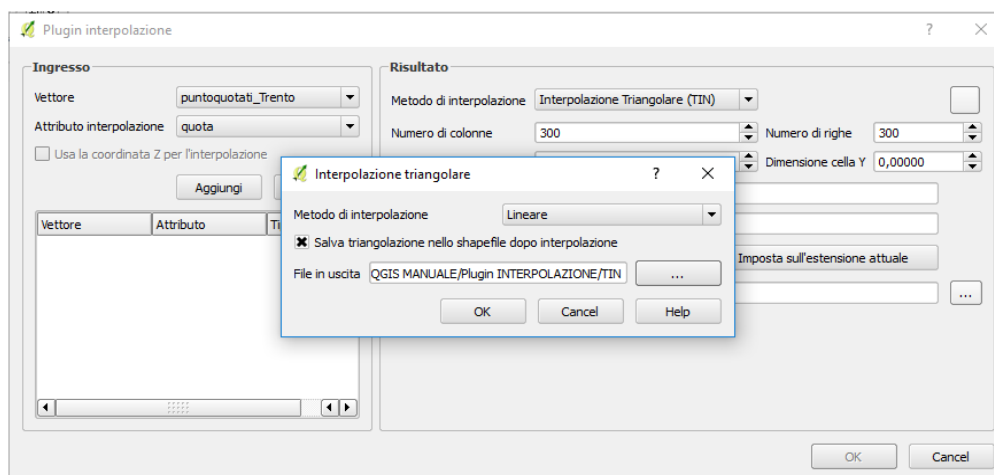 Plugin interpolazione
Ingresso
Vettore puntoquotati_Trento
Attributo interpolazione quota
Usa la coordinata Z per l'interpolazione
Aggiungi
Vettore Attributo
Risultato
Metodo di interpolazione Interpolazione Triangolare (TIN)
Numero di colonne 300 Numero di righe 300
Dimensione cella Y 0,00000
Imposta sull'estensione attuale
...
OK Cancel
Interpolazione triangolare
Metodo di interpolazione Lineare
Salva triangolazione nello shapefile dopo interpolazione
File in uscita QGIS MANUALE/Plugin INTERPOLAZIONE/TIN ...
OK Cancel Help